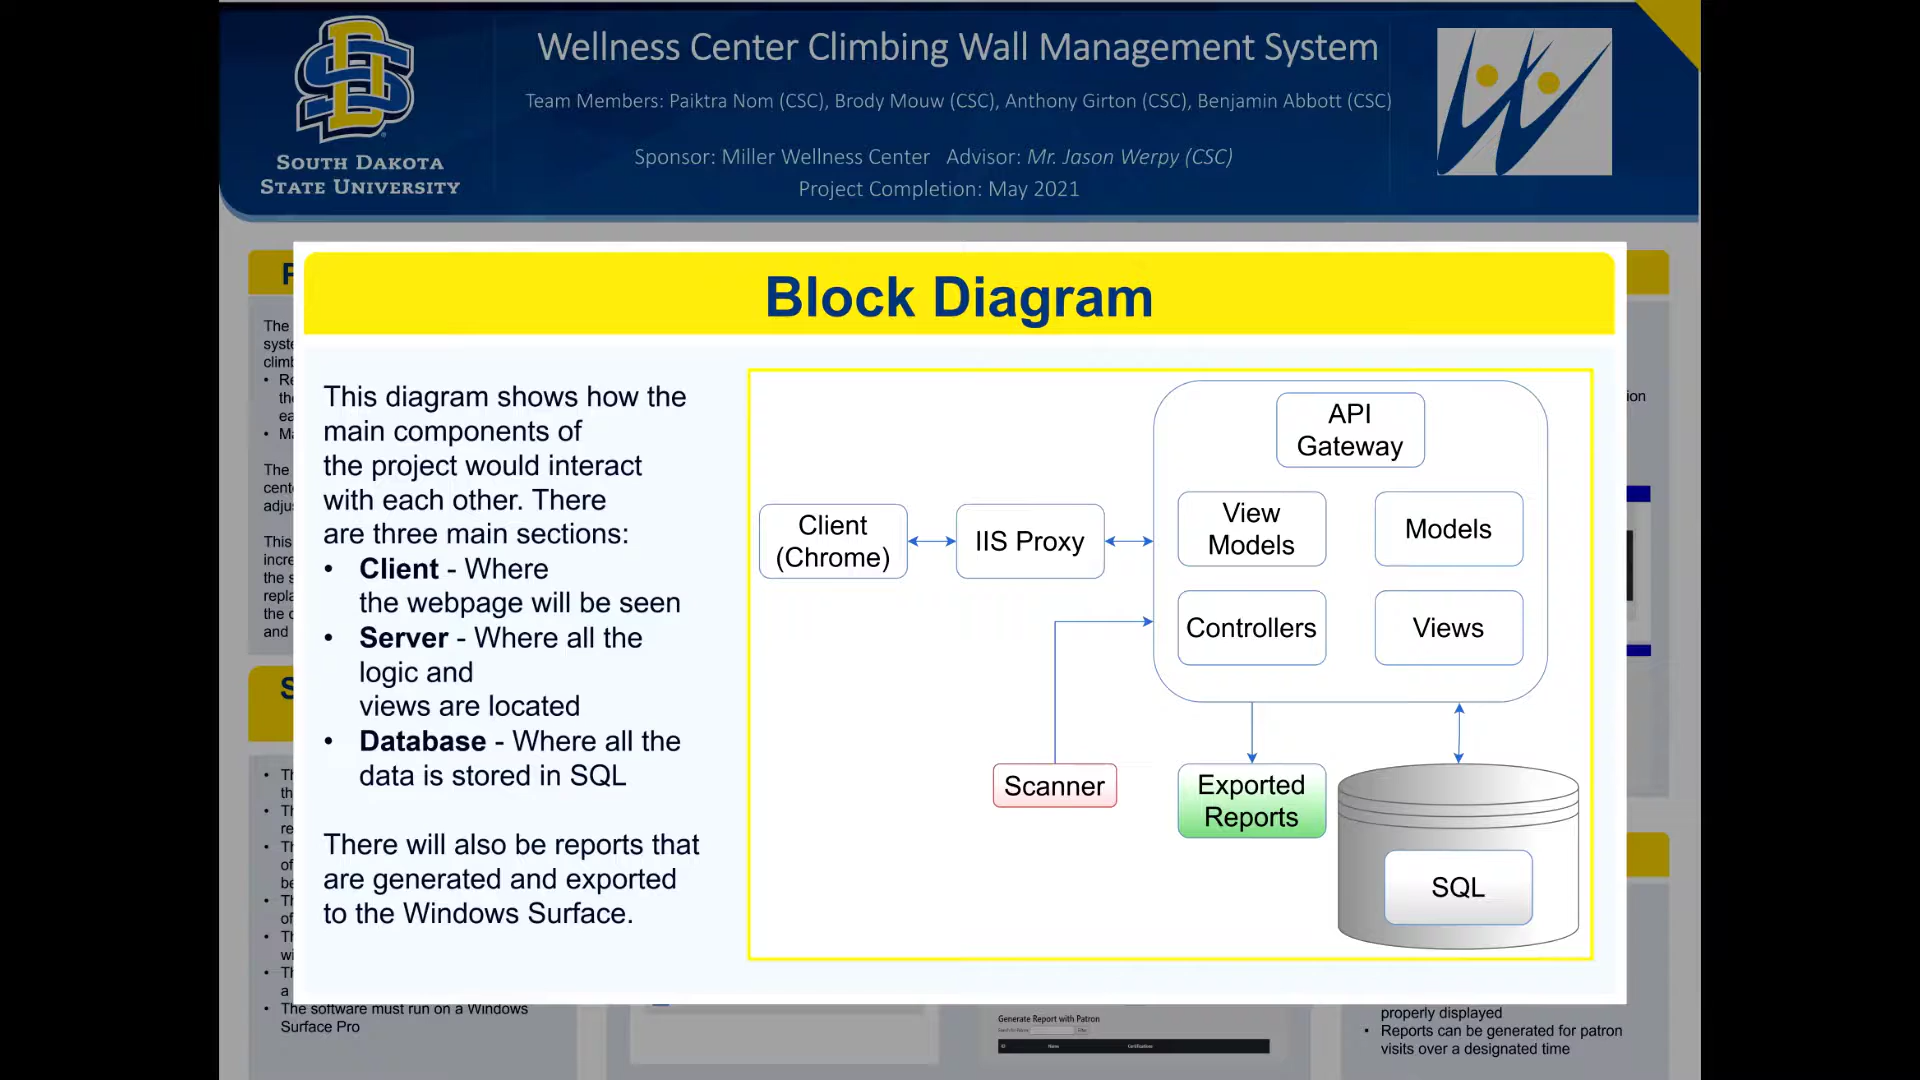 Wellness Center Climbing Wall Management System
Team Members: Paiktra Nom (CSC), Brody Mouw (CSC), Anthony Girton (CSC), Benjamin Abbott (CSC)
Sponsor: Miller Wellness Center Advisor: Mr. Jason Werpy (CSC)
Project Completion: May 2021
SOUTH DAKOTA
STATE UNIVERSITY
Block Diagram
This diagram shows how the
main components of
the project would interact
with each other. There
are three main sections:
• Client - Where
the webpage will be seen
• Server - Where all the
logic and
views are located
• Database - Where all the
data is stored in SQL
There will also be reports that
are generated and exported
to the Windows Surface.
API
Gateway
Client
(Chrome)
IIS Proxy
View
Models
Models
Controllers
Views
Scanner
Exported
Reports
SQL
The
• The software must run on a Windows
Surface Pro
Generate Report with Patron
properly displayed
• Reports can be generated for patron
visits over a designated time